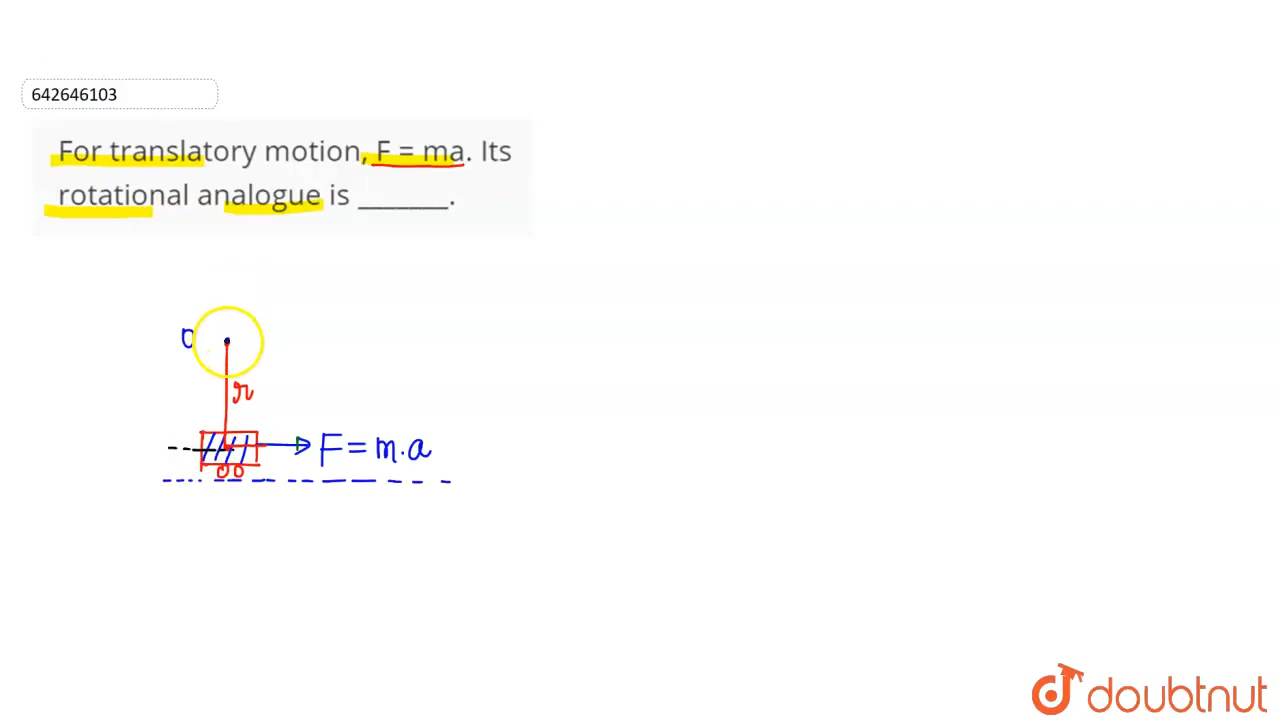 642646103
For translatory motion, F = ma. Its
rotational analogue is _______.
O
r
F = m.a
doubtnut